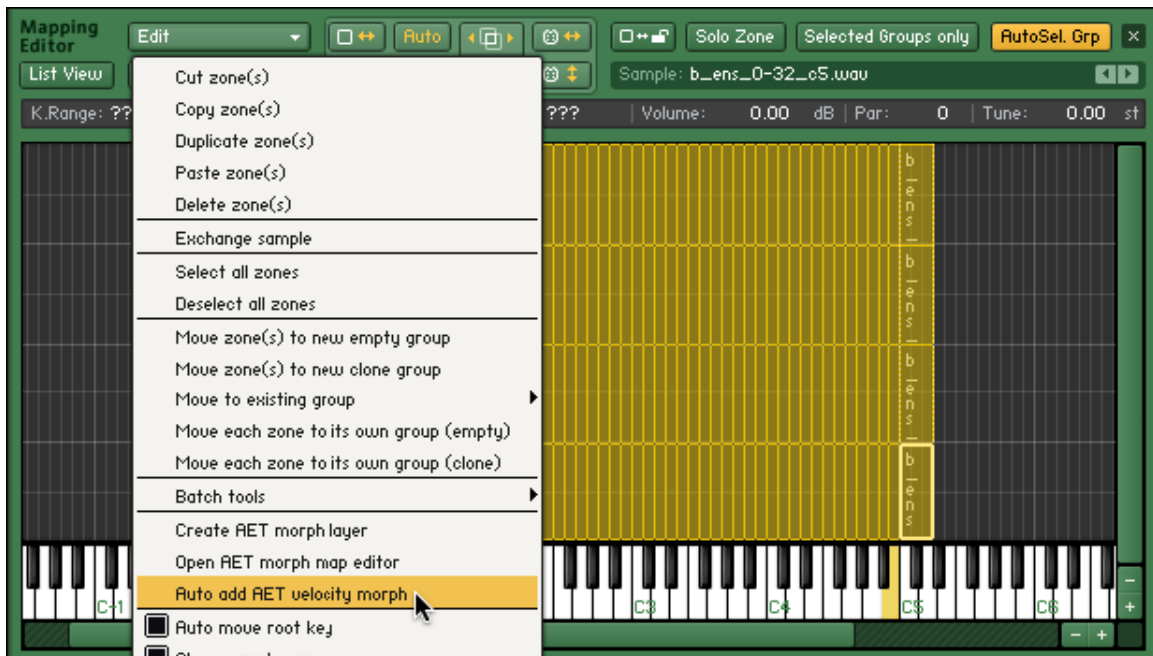 Mapping
Editor
Edit
Auto
Solo Zone
Selected Groups only
AutoSel. Grp
List View
Sample: b_ens_0-32_c5.wav
K.Range: ??
???
Volume: 0.00 dB
Par: 0
Tune: 0.00 st
Cut zone(s)
Copy zone(s)
Duplicate zone(s)
Paste zone(s)
Delete zone(s)
Exchange sample
Select all zones
Deselect all zones
Move zone(s) to new empty group
Move zone(s) to new clone group
Move to existing group
Move each zone to its own group (empty)
Move each zone to its own group (clone)
Batch tools
Create AET morph layer
Open AET morph map editor
Auto add AET velocity morph
Auto move root key
b_ens_
b_ens
b_ens_
b_ens
C-1
C3
C4
C5
C6